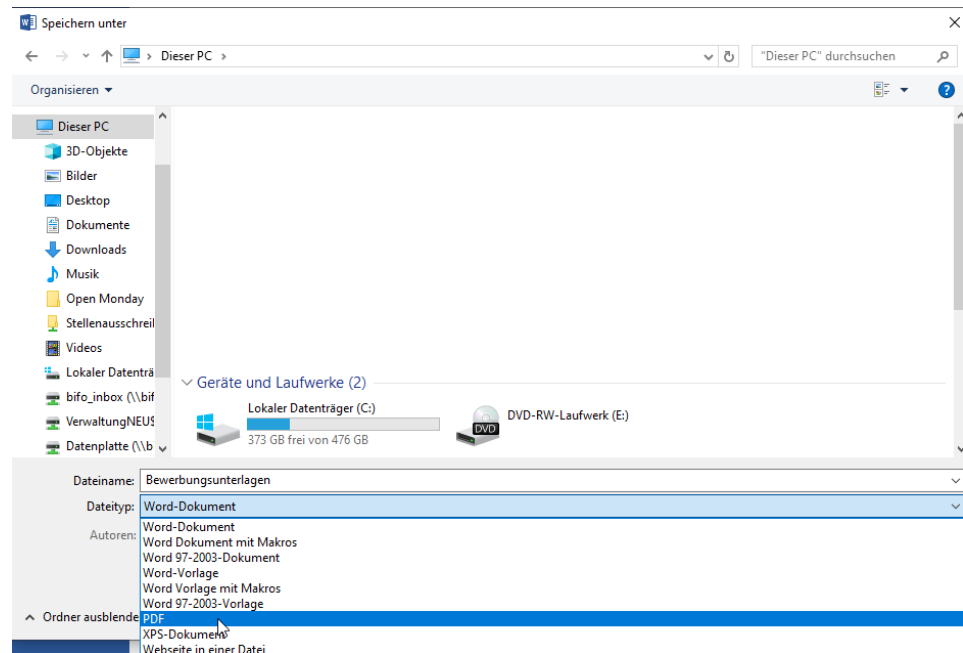 Speichern unter
Dieser PC
"Dieser PC" durchsuchen
Organisieren
Dieser PC
3D-Objekte
Bilder
Desktop
Dokumente
Downloads
Musik
Open Monday
Stellenausschreil
Videos
Lokaler Datenträ
bifo_inbox (\\bif
VerwaltungNEU$
Datenplatte (\\b
Geräte und Laufwerke (2)
Lokaler Datenträger (C:)
373 GB frei von 476 GB
DVD-RW-Laufwerk (E:)
DVD
Dateiname: Bewerbungsunterlagen
Dateityp: Word-Dokument
Autoren:
Word-Dokument
Word Dokument mit Makros
Word 97-2003-Dokument
Word-Vorlage
Word Vorlage mit Makros
Word 97-2003-Vorlage
Ordner ausblende
PDF
XPS-Dokument
Webseite in einer Datei